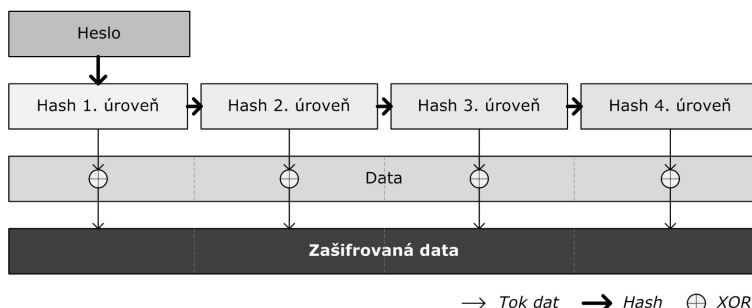 Heslo
Hash 1. úroveň
Hash 2. úroveň
Hash 3. úroveň
Hash 4. úroveň
Data
Zašifrovaná data
Tok dat
Hash
XOR